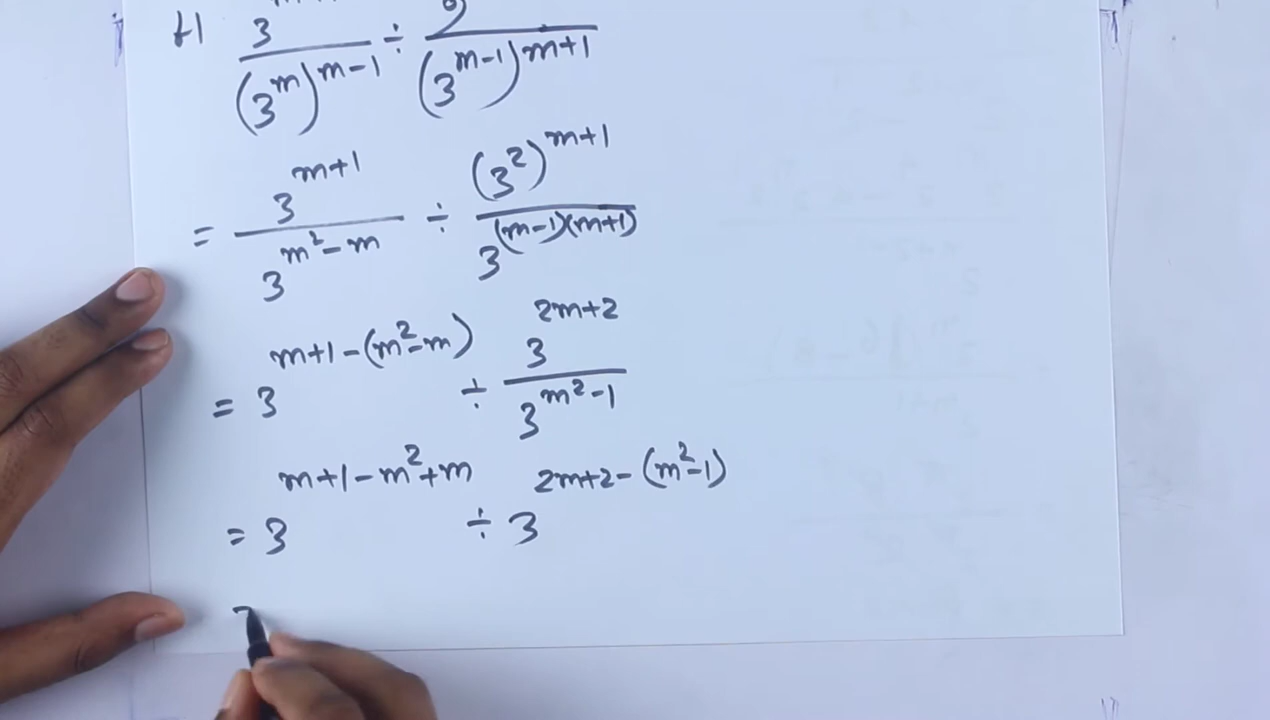 3 ÷
(3^m)^m-1 (3^m-1)^m+1
= 3^m+1 / 3^m²-m ÷ (3²)^m+1 / 3^(m-1)(m+1)
= 3^m+1-(m²-m) ÷ 3^2m+2 / 3^m²-1
= 3^m+1-m²+m ÷ 3^2m+2-(m²-1)